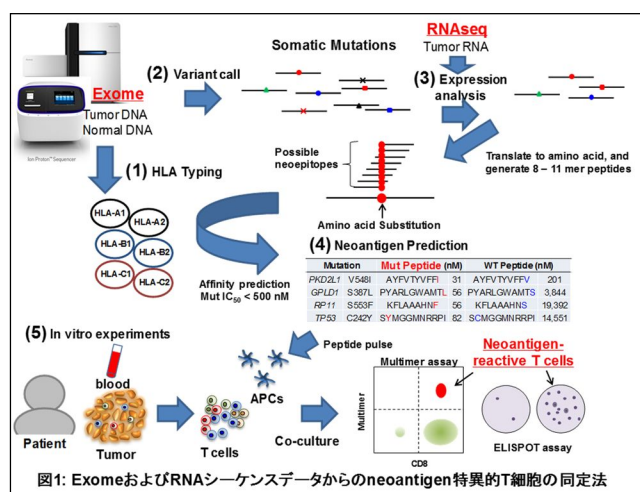 RNAseq
Tumor RNA
Exome
Tumor DNA
Normal DNA
Ion Proton™ Sequencer
(2) Variant call
Somatic Mutations
(3) Expression
analysis
(1) HLA Typing
HLA-A1
HLA-A2
HLA-B1
HLA-B2
HLA-C1
HLA-C2
Possible
neoepitopes
Amino acid Substitution
Translate to amino acid, and
generate 8 – 11 mer peptides
Affinity prediction
Mut IC50 < 500 nM
(4) Neoantigen Prediction
Mutation Mut Peptide (nM) WT Peptide (nM)
PKD2L1 V548I AYFVTYVFFI 31 AYFVTYVFFV 201
GPLD1 S387L PYARLGWAMTL 56 PYARLGWAMTS 3,844
RP11 S553F KFLAAAHNF 56 KFLAAAHNS 19,392
TP53 C242Y SYMGGMNRRPI 82 SCMGGMNRRPI 14,551
(5) In vitro experiments
blood
Patient
Tumor
T cells
APCs
Peptide pulse
Co-culture
Multimer assay
Multimer
CD8
Neoantigen-
reactive T cells
ELISPOT assay
図1: ExomeおよびRNAシーケンスデータからのneoantigen特異的T細胞の同定法